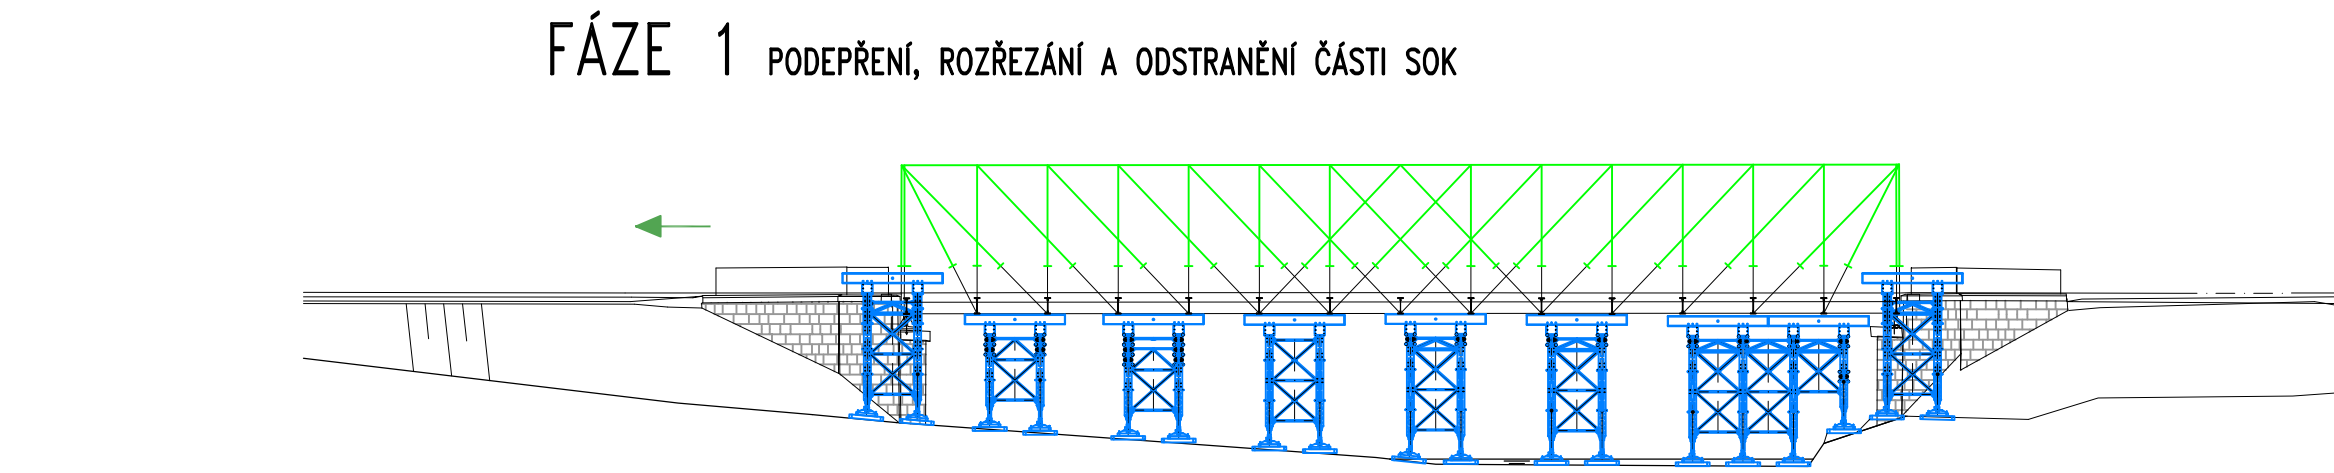 FÁZE 1 PODEPŘENÍ, ROZŘEZÁNÍ A ODSTRANĚNÍ ČÁSTI SOK